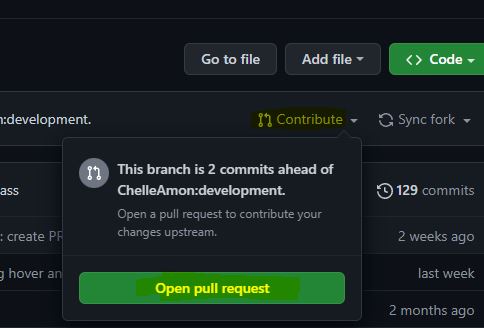 Go to file
Add file
Code
n:development.
Contribute
Sync fork
This branch is 2 commits ahead of
ChelleAmon:development.
Open a pull request to contribute your
changes upstream.
Open pull request
ass
129 commits
: create PR
2 weeks ago
g hover an
last week
2 months ago